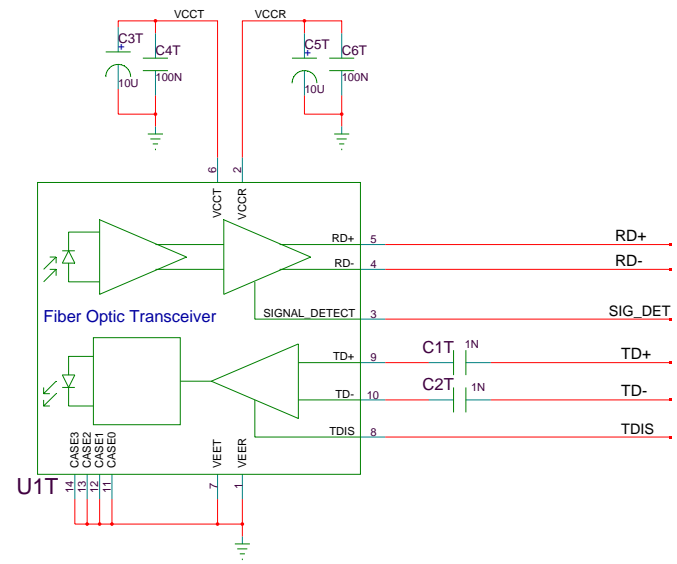 VCCT VCCR
C3T C4T C5T C6T
+ +
10U 100N 10U 100N
6 2
VCCT VCCR
RD+ 5 RD+
RD- 4 RD-
SIGNAL_DETECT 3 SIG_DET
Fiber Optic Transceiver
TD+ 9 C1T 1N TD+
TD- 10 C2T 1N TD-
TDIS 8 TDIS
CASE3 CASE2 CASE1 CASE0 VEET VEER
U1T 14 13 12 11 7 1